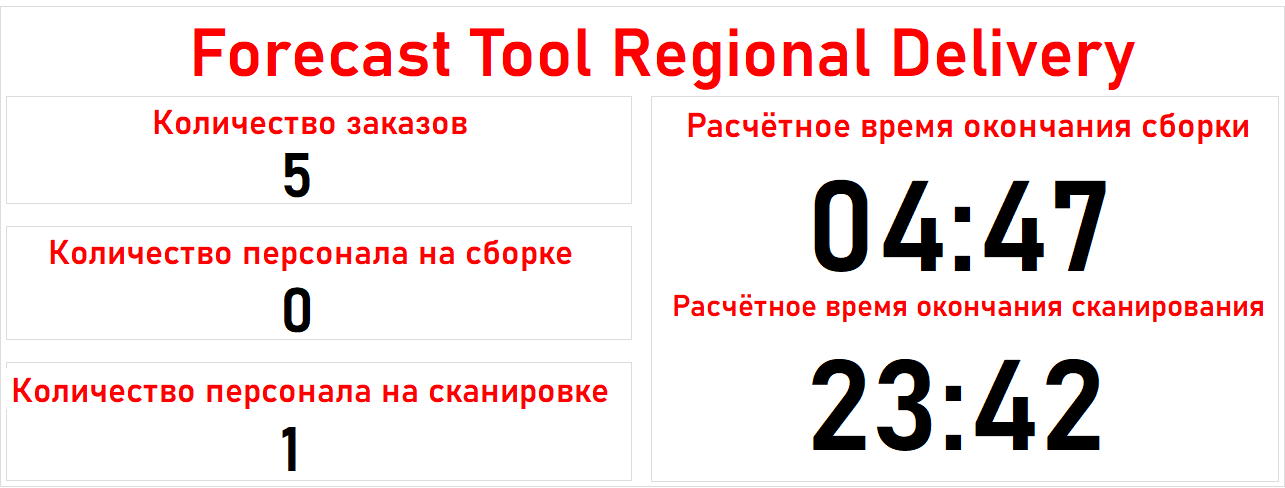 Forecast Tool Regional Delivery
Количество заказов
5
Количество персонала на сборке
0
Количество персонала на сканировке
1
Расчётное время окончания сборки
04:47
Расчётное время окончания сканирования
23:42